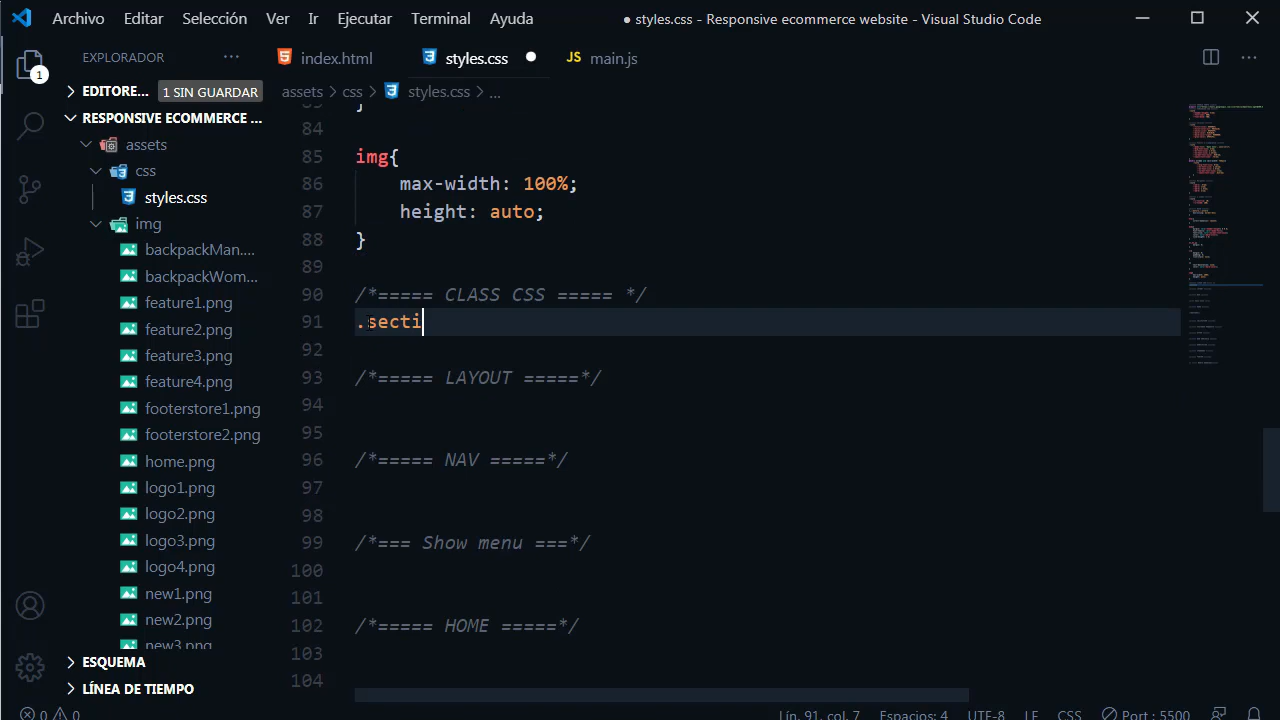 Archivo Editar Selección Ver Ir Ejecutar Terminal Ayuda ● styles.css - Responsive ecommerce website - Visual Studio Code
EXPLORADOR ...
index.html styles.css JS main.js
1
EDITORE... 1 SIN GUARDAR
assets > css > styles.css > ...
RESPONSIVE ECOMMERCE ...
assets
css
styles.css
img
backpackMan....
backpackWom...
feature1.png
feature2.png
feature3.png
feature4.png
footerstore1.png
footerstore2.png
home.png
logo1.png
logo2.png
logo3.png
logo4.png
new1.png
new2.png
new3.png
ESQUEMA
LÍNEA DE TIEMPO
83 }
84
85 img{
86 max-width: 100%;
87 height: auto;
88 }
89
90 /*===== CLASS CSS ===== */
91 .secti
92
93 /*===== LAYOUT =====*/
94
95
96 /*===== NAV =====*/
97
98
99 /*=== Show menu ===*/
100
101
102 /*===== HOME =====*/
103
104
0 0 Lín. 91, col. 7 Espacios: 4 UTF-8 LF CSS Port : 5500